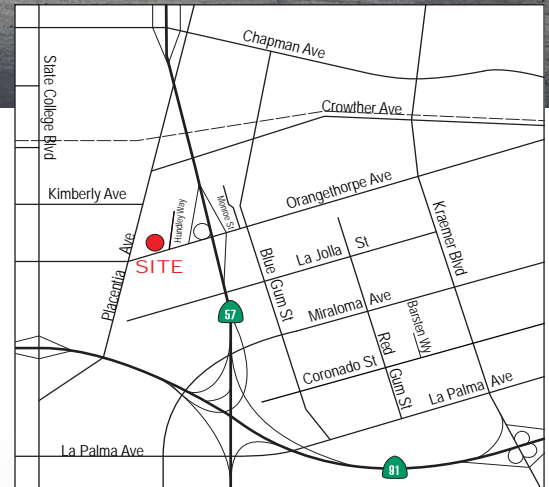 Chapman Ave
State College Blvd
Crowther Ave
Kimberly Ave
Orangethorpe Ave
Hundley Way
Monroe St
Placentia Ave
SITE
Kraemer Blvd
La Jolla St
Blue Gum St
57
Miraloma Ave
Barsten Wy
Red Gum St
Coronado St
La Palma Ave
La Palma Ave
91